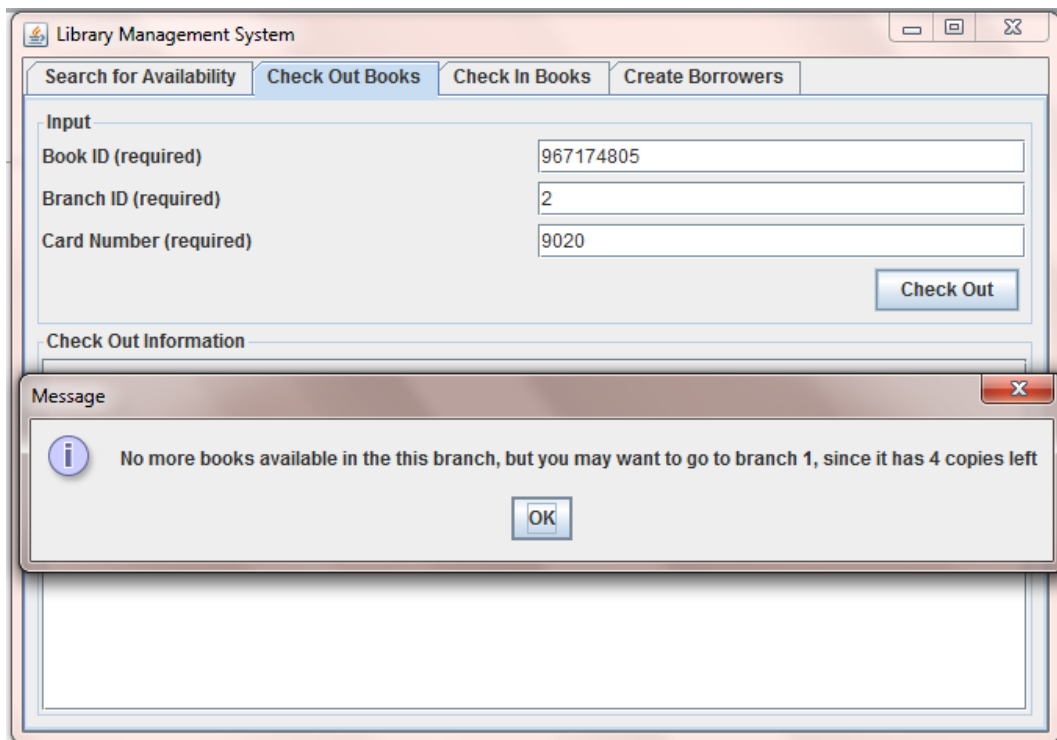 Library Management System
Search for Availability Check Out Books Check In Books Create Borrowers
Input
Book ID (required) 967174805
Branch ID (required) 2
Card Number (required) 9020
Check Out
Check Out Information
Message
No more books available in the this branch, but you may want to go to branch 1, since it has 4 copies left
OK